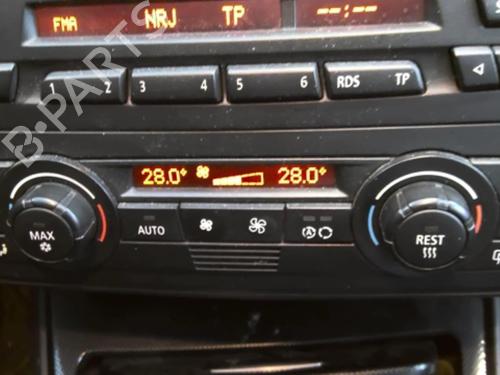 FMA NRJ TP --:--
1 2 3 4 5 6 RDS TP
28.0° 28.0°
MAX AUTO A REST
B-PARTS